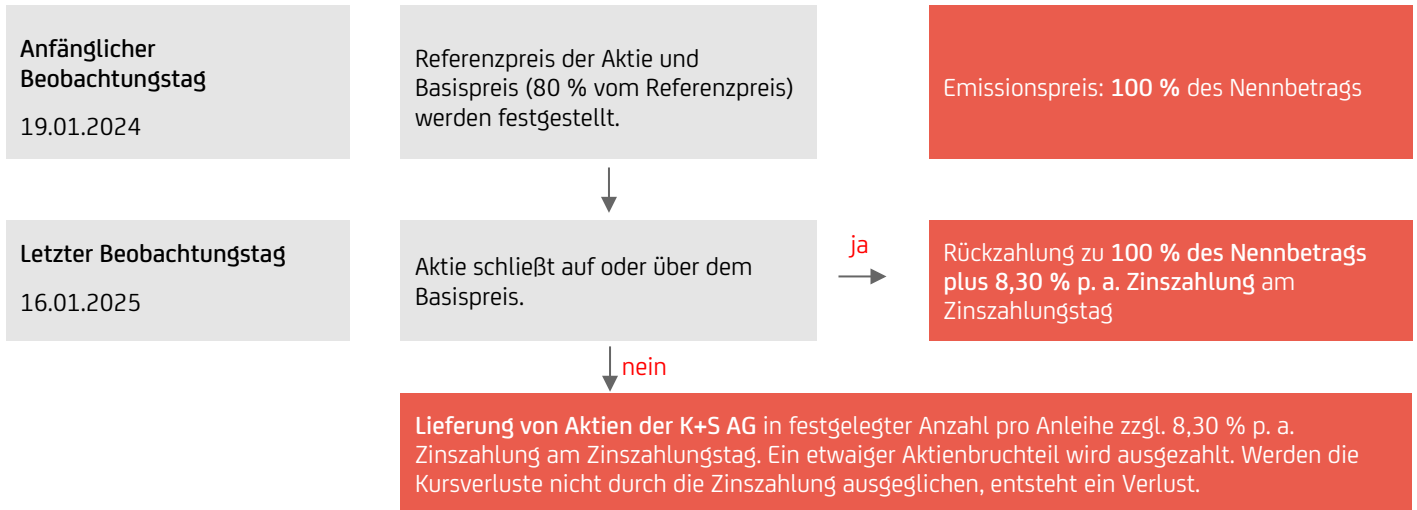 Anfänglicher
Beobachtungstag
19.01.2024
Referenzpreis der Aktie und
Basispreis (80 % vom Referenzpreis)
werden festgestellt.
Emissionspreis: 100 % des Nennbetrags
Letzter Beobachtungstag
16.01.2025
Aktie schließt auf oder über dem
Basispreis.
ja
Rückzahlung zu 100 % des Nennbetrags
plus 8,30 % p. a. Zinszahlung am
Zinszahlungstag
nein
Lieferung von Aktien der K+S AG in festgelegter Anzahl pro Anleihe zzgl. 8,30 % p. a.
Zinszahlung am Zinszahlungstag. Ein etwaiger Aktienbruchteil wird ausgezahlt. Werden die
Kursverluste nicht durch die Zinszahlung ausgeglichen, entsteht ein Verlust.